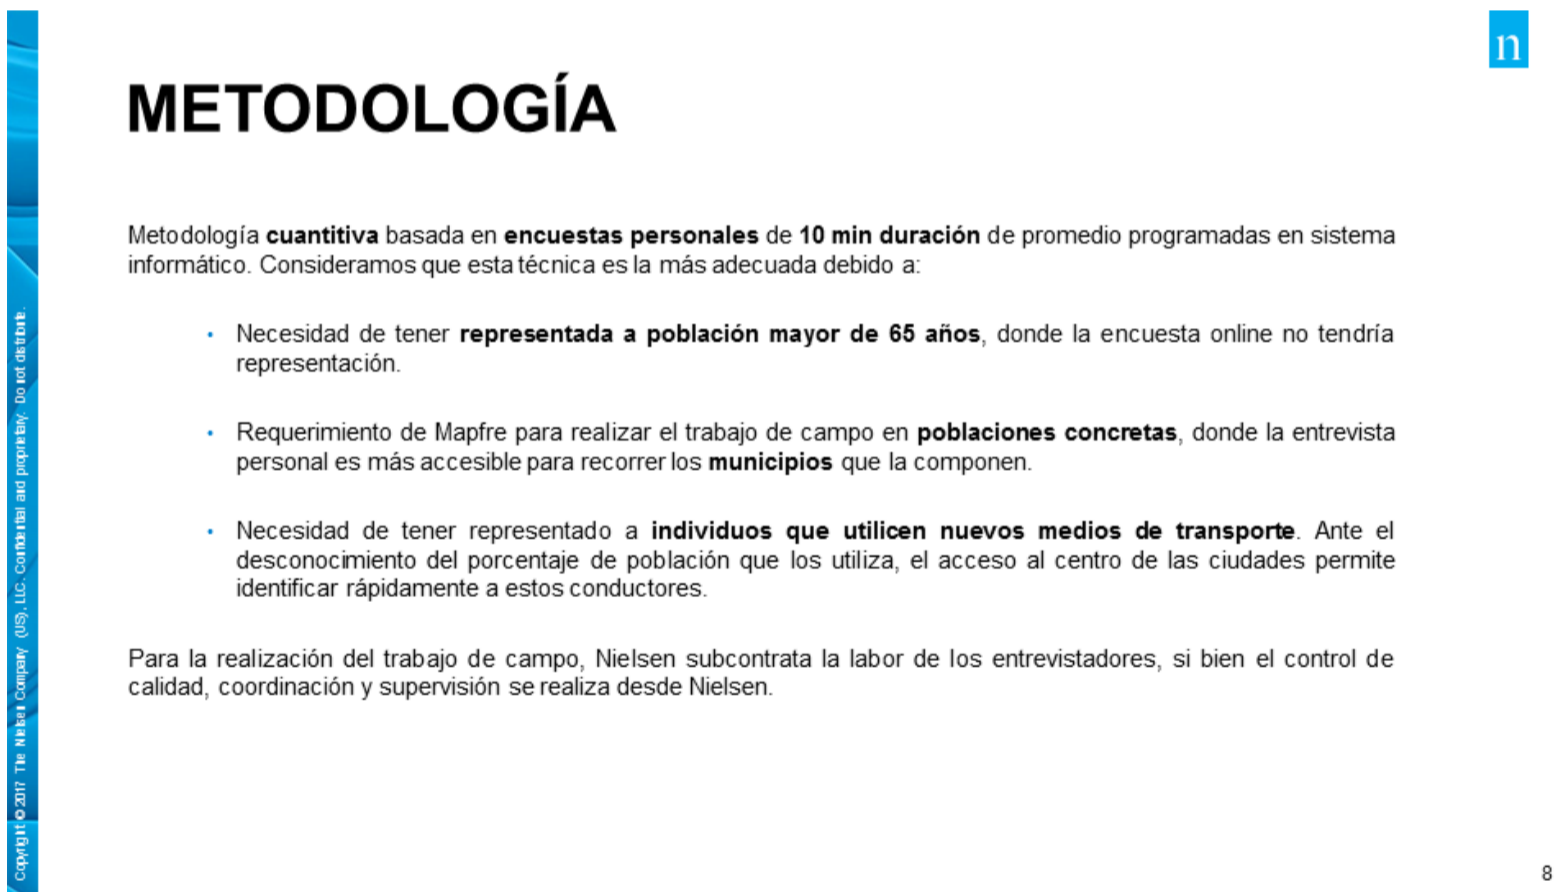 n
METODOLOGÍA
Metodología cuantitiva basada en encuestas personales de 10 min duración de promedio programadas en sistema
informático. Consideramos que esta técnica es la más adecuada debido a:
• Necesidad de tener representada a población mayor de 65 años, donde la encuesta online no tendría
representación.
• Requerimiento de Mapfre para realizar el trabajo de campo en poblaciones concretas, donde la entrevista
personal es más accesible para recorrer los municipios que la componen.
• Necesidad de tener representado a individuos que utilicen nuevos medios de transporte. Ante el
desconocimiento del porcentaje de población que los utiliza, el acceso al centro de las ciudades permite
identificar rápidamente a estos conductores.
Para la realización del trabajo de campo, Nielsen subcontrata la labor de los entrevistadores, si bien el control de
calidad, coordinación y supervisión se realiza desde Nielsen.
Copyright © 2017 The Nielsen Company (US), LLC. Confidential and proprietary. Do not distribute.
8